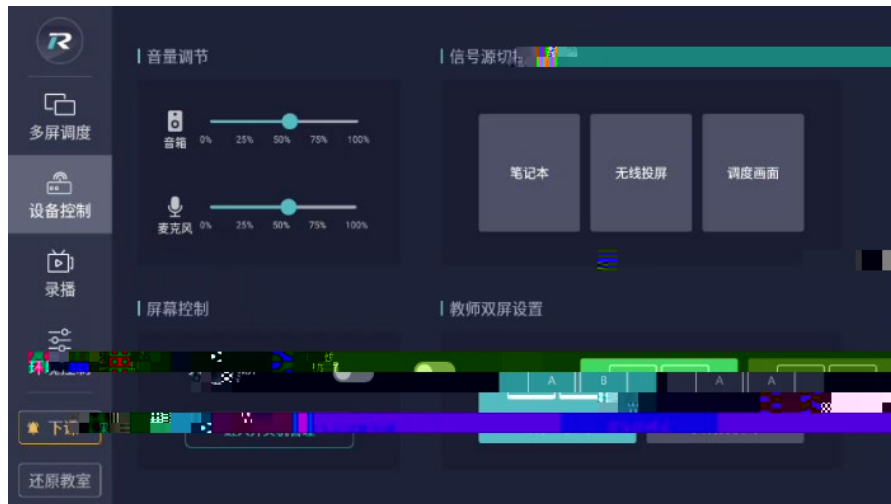 R
多屏调度
设备控制
录播
下
还原教室
音量调节
音箱
0% 25% 50% 75% 100%
麦克风
0% 25% 50% 75% 100%
信号源切
笔记本
无线投屏
调度画面
屏幕控制
教师双屏设置
A B
A A
W